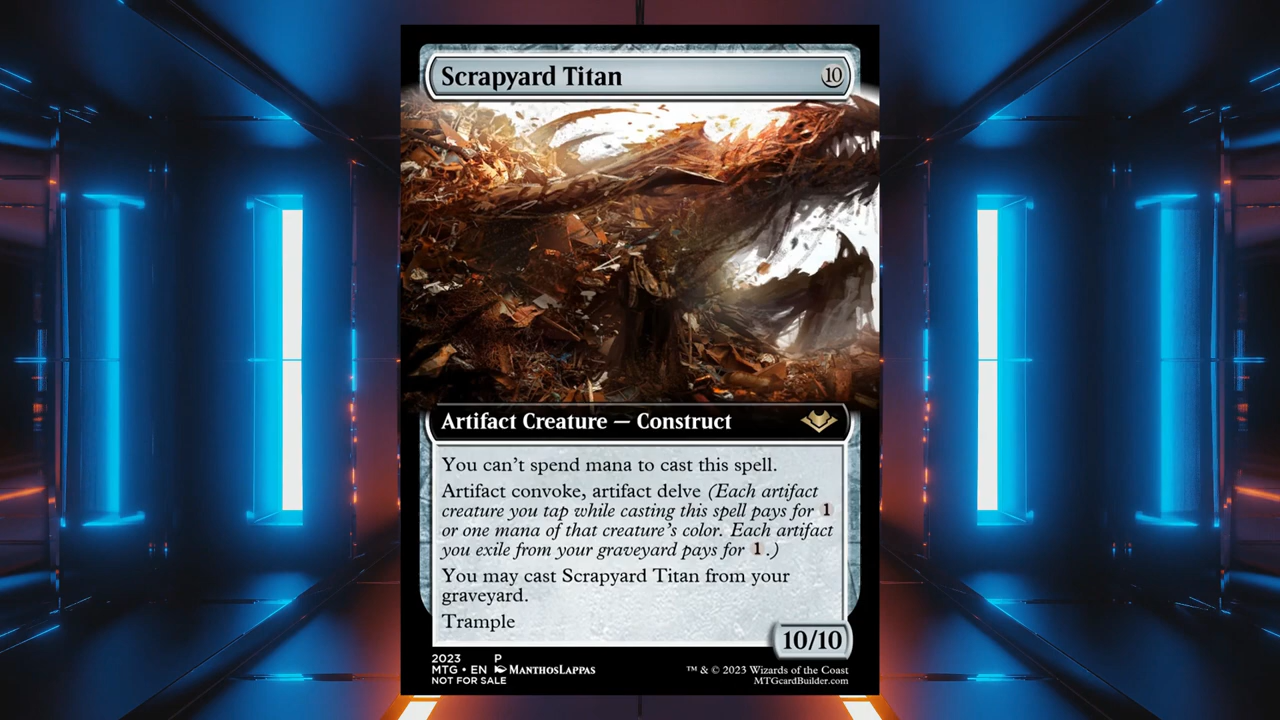 Scrapyard Titan 10
Artifact Creature — Construct
You can't spend mana to cast this spell.
Artifact convoke, artifact delve (Each artifact
creature you tap while casting this spell pays for 1
or one mana of that creature's color. Each artifact
you exile from your graveyard pays for 1.)
You may cast Scrapyard Titan from your
graveyard.
Trample
10/10
2023 P
MTG • EN MANTHOSLAPPAS
NOT FOR SALE
™ & © 2023 Wizards of the Coast
MTGcardBuilder.com